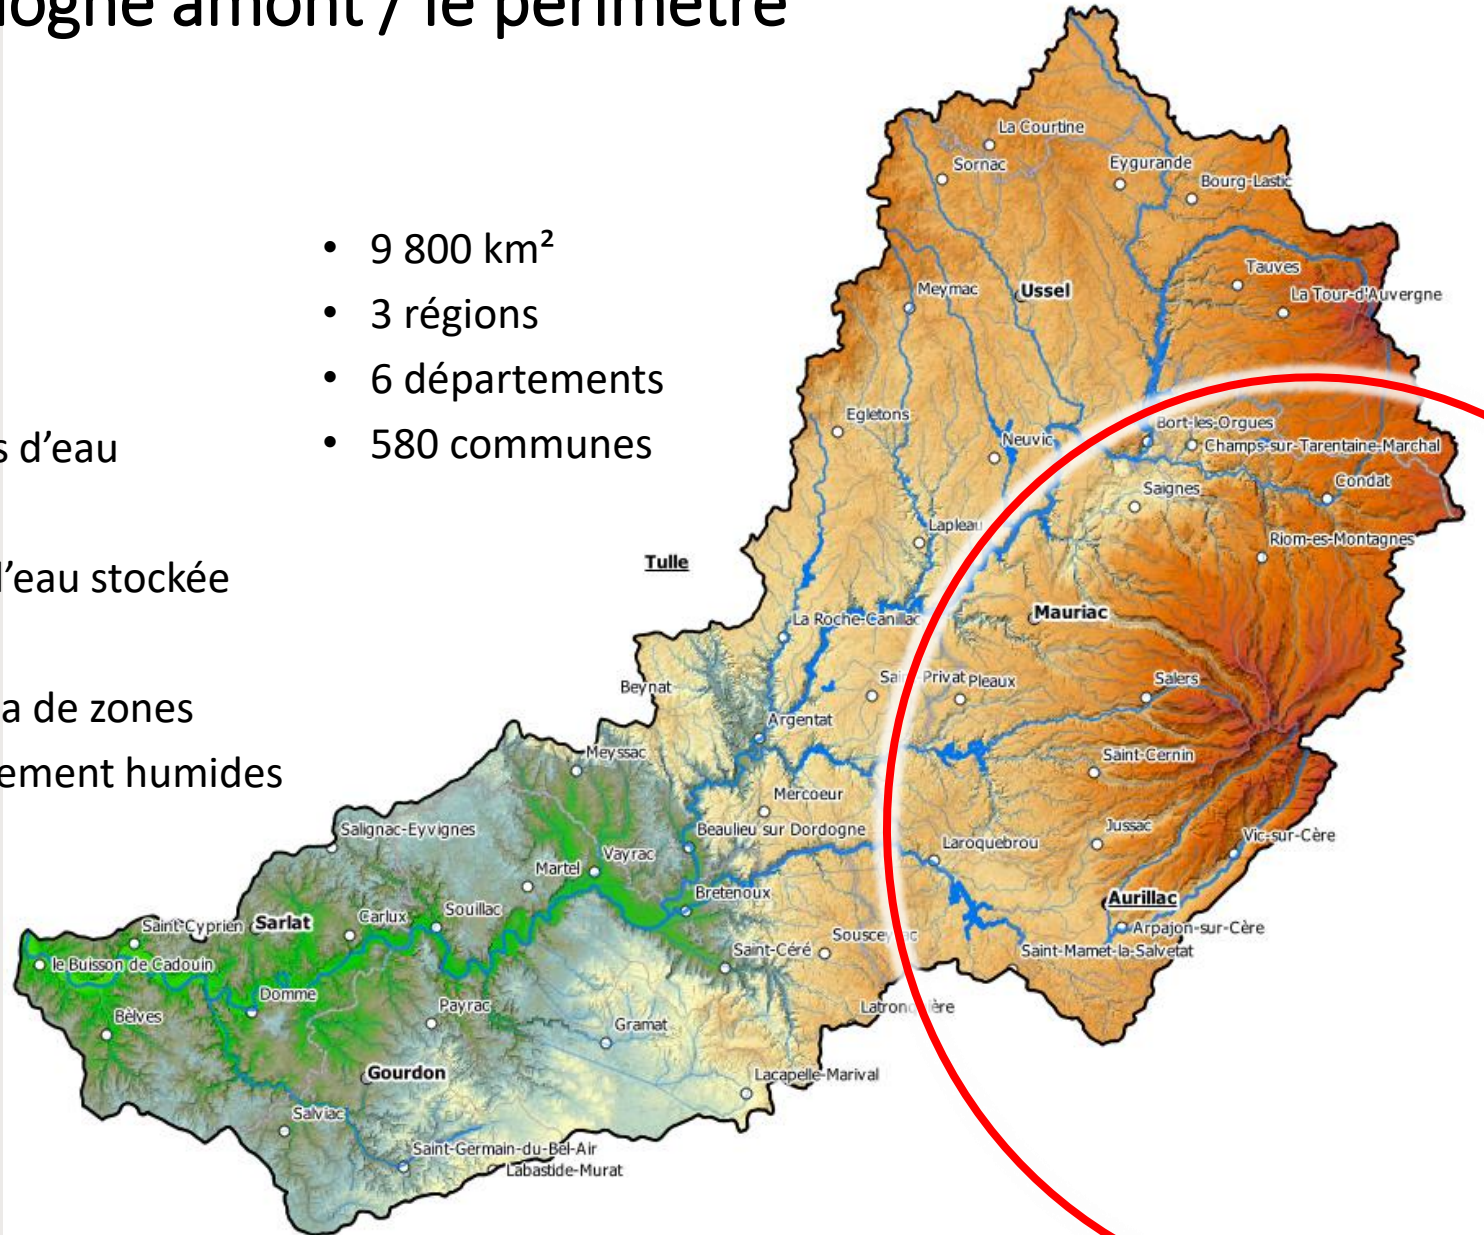 logne amont / le périmètre
• 9 800 km²
• 3 régions
• 6 départements
• 580 communes
s d'eau
l'eau stockée
a de zones
ement humides
La Courtine
Sornac
Eygurande
Bourg-Lastic
Tauves
La Tour-d'Auvergne
Meymac
Ussel
Egletons
Neuvic
Bort-les-Orgues
Champs-sur-Tarentaine-Marchal
Condat
Saignes
Lapleau
Riom-es-Montagnes
Tulle
Mauriac
La Roche-Canillac
Beynat
Saint-Privat
Pleaux
Salers
Argentat
Meyssac
Saint-Cernin
Mercoeur
Salignac-Eyvignes
Beaulieu sur Dordogne
Jussac
Vic-sur-Cère
Laroquebrou
Martel
Vayrac
Bretenoux
Aurillac
Saint-Cyprien
Sarlat
Carlux
Souillac
Arpajon-sur-Cère
Sousceyrac
Saint-Céré
Saint-Mamet-la-Salvetat
le Buisson de Cadouin
Domme
Payrac
Latronquière
Bèlves
Gramat
Gourdon
Lacapelle-Marival
Salviac
Saint-Germain-du-Bel-Air
Labastide-Murat